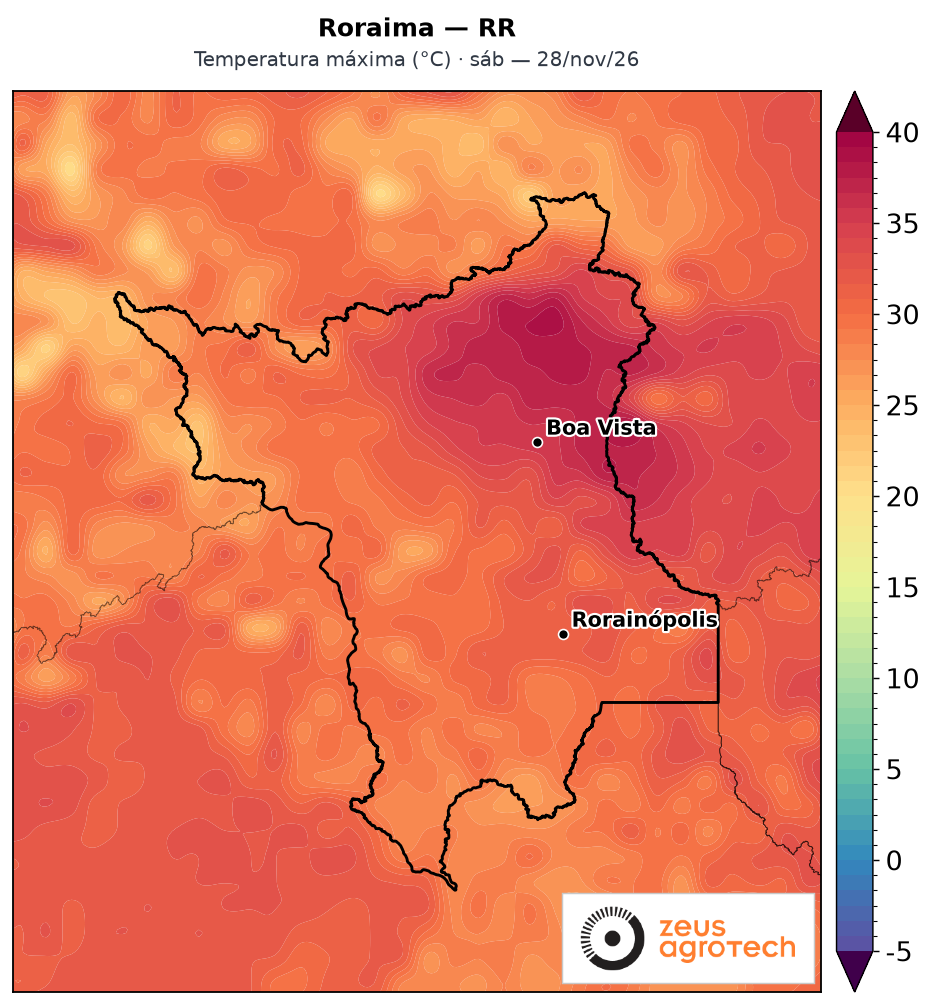 Roraima — RR
Temperatura máxima (°C) · sáb — 28/nov/26
40
35
30
25
20
15
10
5
0
-5
Boa Vista
Rorainópolis
zeus
agrotech